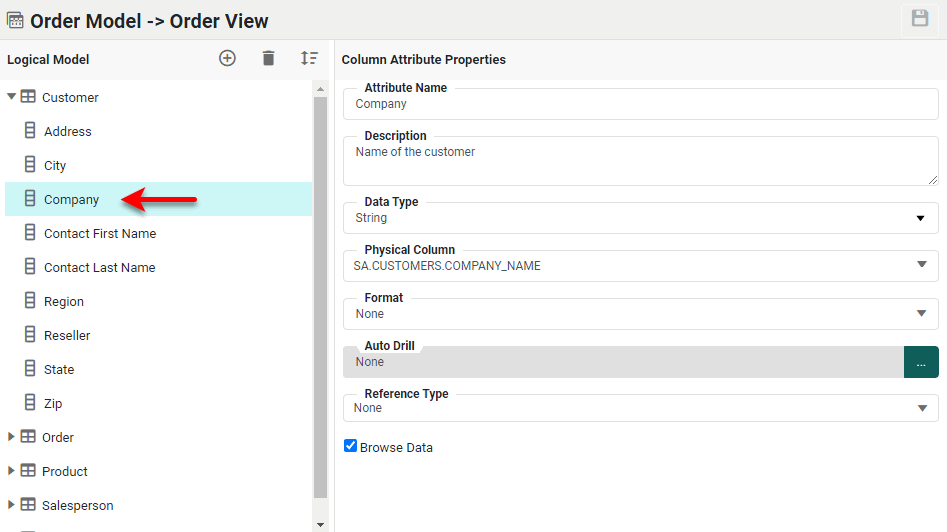 Order Model -> Order View
Logical Model
Customer
Address
City
Company
Contact First Name
Contact Last Name
Region
Reseller
State
Zip
Order
Product
Salesperson
Column Attribute Properties
Attribute Name
Company
Description
Name of the customer
Data Type
String
Physical Column
SA.CUSTOMERS.COMPANY_NAME
Format
None
Auto Drill
None
...
Reference Type
None
Browse Data